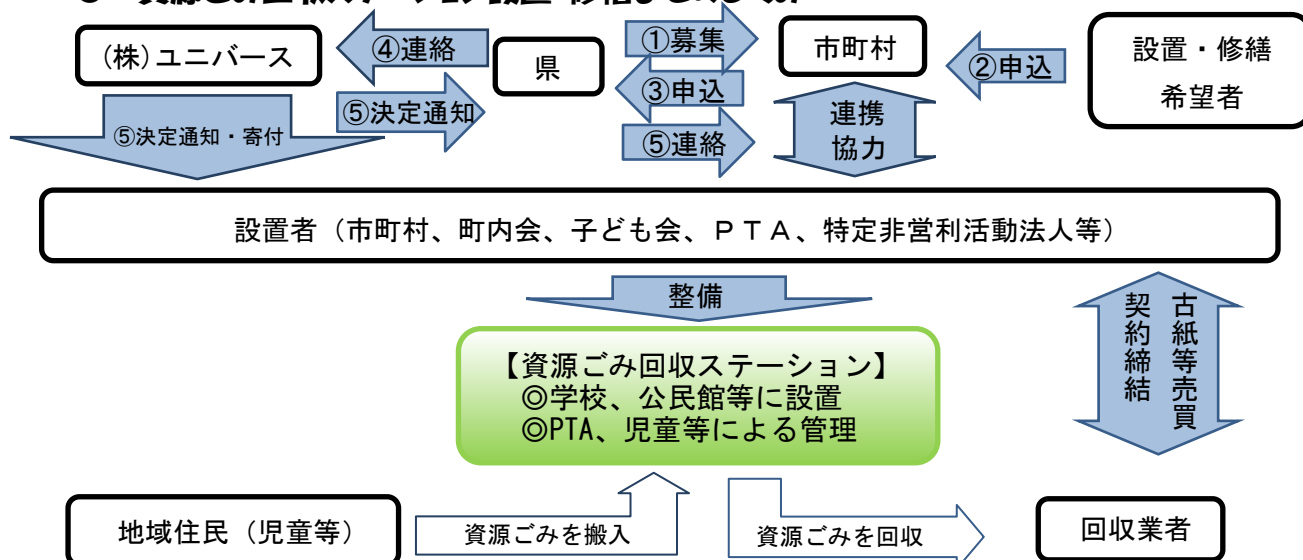 (株)ユニバース
④連絡
県
①募集
市町村
②申込
設置・修繕
希望者
③申込
⑤決定通知・寄付
⑤決定通知
⑤連絡
連携
協力
設置者（市町村、町内会、子ども会、ＰＴＡ、特定非営利活動法人等）
整備
古紙等売買
契約締結
【資源ごみ回収ステーション】
◎学校、公民館等に設置
◎PTA、児童等による管理
地域住民（児童等）
資源ごみを搬入
資源ごみを回収
回収業者